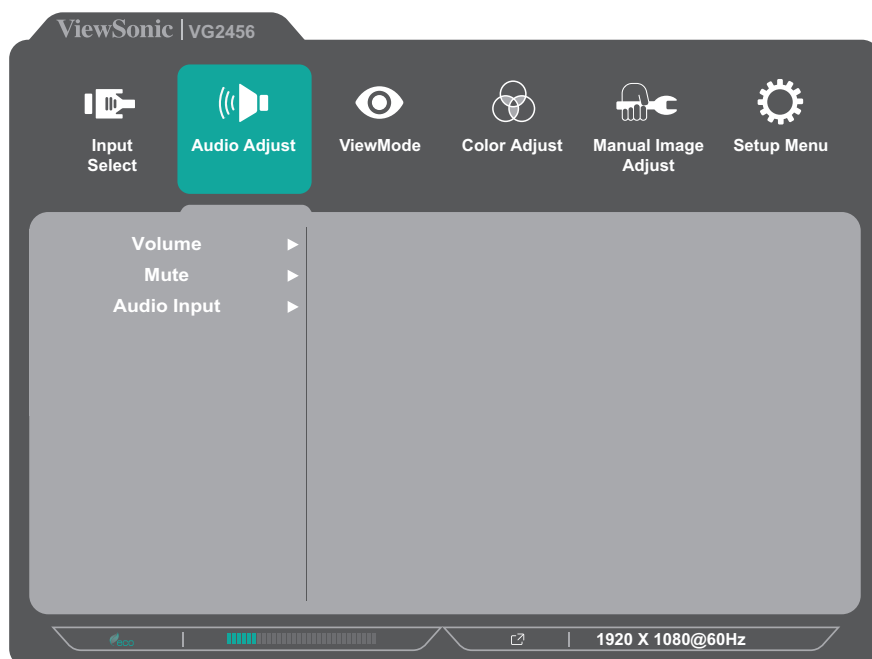 ViewSonic | VG2456
Input Select
Audio Adjust
ViewMode
Color Adjust
Manual Image Adjust
Setup Menu
Volume
Mute
Audio Input
eco
1920 X 1080@60Hz